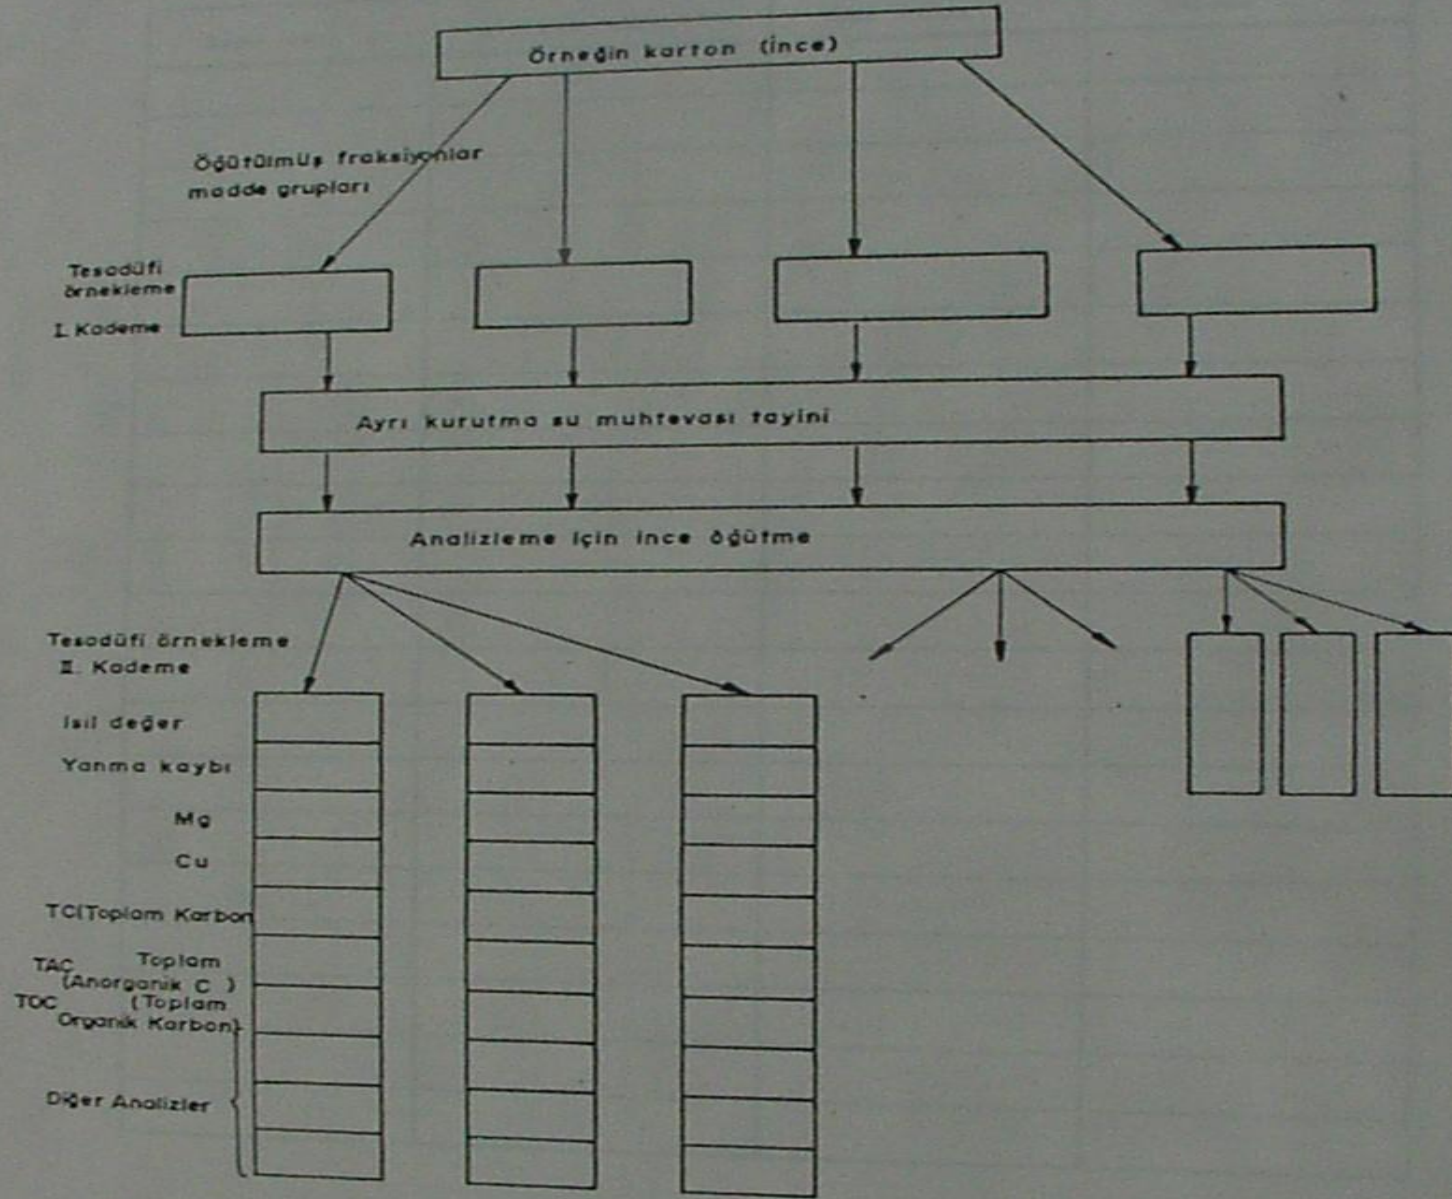 Örneğin karton (İnce)
Öğütülmüş fraksiyonlar
madde grupları
Tesadüfi
örnekleme
I. Kademe
Ayrı kurutma su muhtevası tayini
Analizleme için ince öğütme
Tesadüfi örnekleme
II. Kademe
Isıl değer
Yanma kaybı
Mg
Cu
TC(Toplam Karbon
TAC Toplam
(Anorganik C )
TOC (Toplam
Organik Karbon)
Diğer Analizler